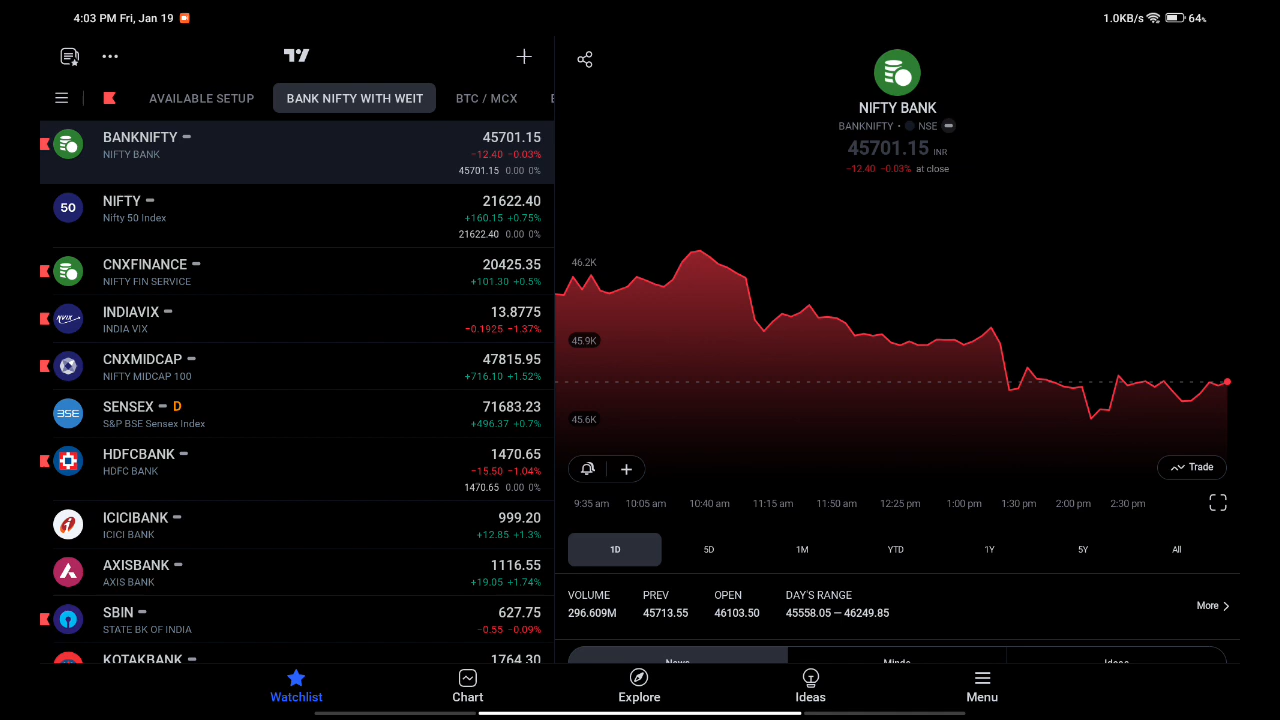 4:03 PM Fri, Jan 19
1.0KB/s 64%
AVAILABLE SETUP
BANK NIFTY WITH WEIT
BTC / MCX
BANKNIFTY
45701.15
NIFTY BANK
−12.40 −0.03%
45701.15 0.00 0%
50
NIFTY
21622.40
Nifty 50 Index
+160.15 +0.75%
21622.40 0.00 0%
CNXFINANCE
20425.35
NIFTY FIN SERVICE
+101.30 +0.5%
INDIAVIX
13.8775
INDIA VIX
−0.1925 −1.37%
CNXMIDCAP
47815.95
NIFTY MIDCAP 100
+716.10 +1.52%
BSE
SENSEX D
71683.23
S&P BSE Sensex Index
+496.37 +0.7%
HDFCBANK
1470.65
HDFC BANK
−15.50 −1.04%
1470.65 0.00 0%
ICICIBANK
999.20
ICICI BANK
+12.85 +1.3%
AXISBANK
1116.55
AXIS BANK
+19.05 +1.74%
SBIN
627.75
STATE BK OF INDIA
−0.55 −0.09%
KOTAKBANK
1764.30
NIFTY BANK
BANKNIFTY • NSE
45701.15 INR
−12.40 −0.03% at close
46.2K
45.9K
45.6K
Trade
9:35 am 10:05 am 10:40 am 11:15 am 11:50 am 12:25 pm 1:00 pm 1:30 pm 2:00 pm 2:30 pm
1D 5D 1M YTD 1Y 5Y All
VOLUME PREV OPEN DAY'S RANGE
296.609M 45713.55 46103.50 45558.05 — 46249.85
More
News Minds Ideas
Watchlist Chart Explore Ideas Menu